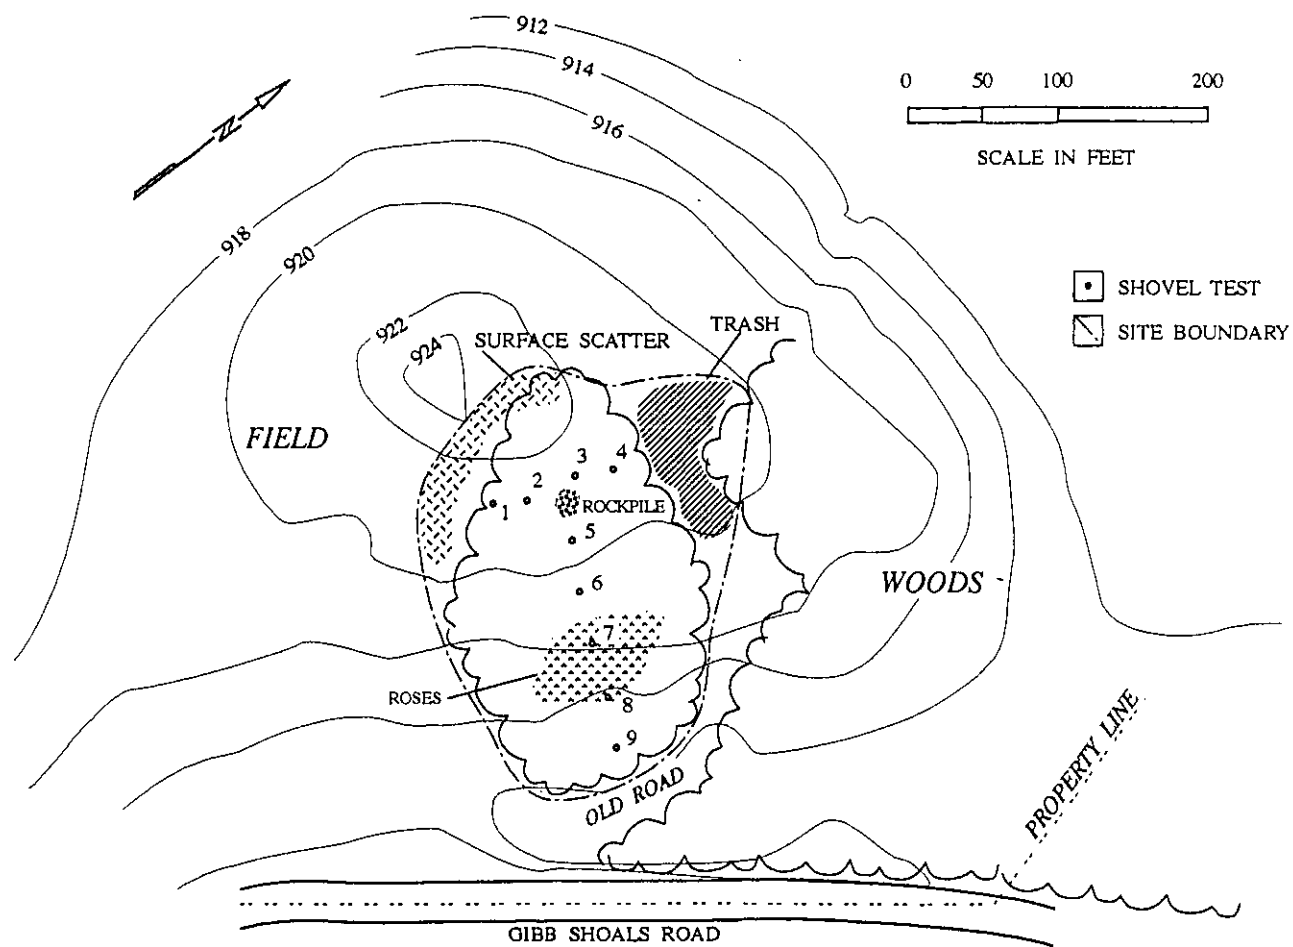 912
914
916
918
920
922
924
N
0 50 100 200
SCALE IN FEET
SHOVEL TEST
SITE BOUNDARY
TRASH
SURFACE SCATTER
FIELD
3 4
2
1
ROCKPILE
5
6
WOODS
7
ROSES
8
9
OLD ROAD
PROPERTY LINE
GIBB SHOALS ROAD